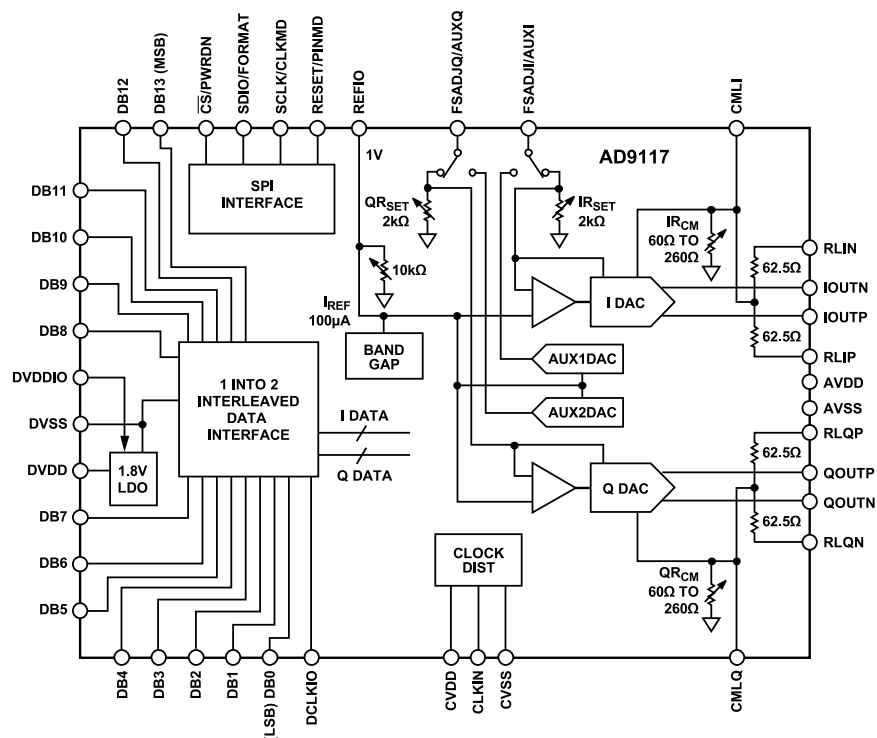 DB12
DB13 (MSB)
CS/PWRDN
SDIO/FORMAT
SCLK/CLKMD
RESET/PINMD
REFIO
FSADJQ/AUXQ
FSADJI/AUXI
CMLI
1V
AD9117
SPI
INTERFACE
DB11
DB10
DB9
DB8
DVDDIO
DVSS
DVDD
DB7
DB6
DB5
QRSET
2kΩ
IRSET
2kΩ
IRCM
60Ω TO
260Ω
10kΩ
IREF
100µA
BAND
GAP
I DAC
AUX1DAC
AUX2DAC
Q DAC
62.5Ω
62.5Ω
62.5Ω
62.5Ω
RLIN
IOUTN
IOUTP
RLIP
AVDD
AVSS
RLQP
QOUTP
QOUTN
RLQN
1 INTO 2
INTERLEAVED
DATA
INTERFACE
I DATA
Q DATA
1.8V
LDO
CLOCK
DIST
QRCM
60Ω TO
260Ω
DB4
DB3
DB2
DB1
(LSB) DB0
DCLKIO
CVDD
CLKIN
CVSS
CMLQ